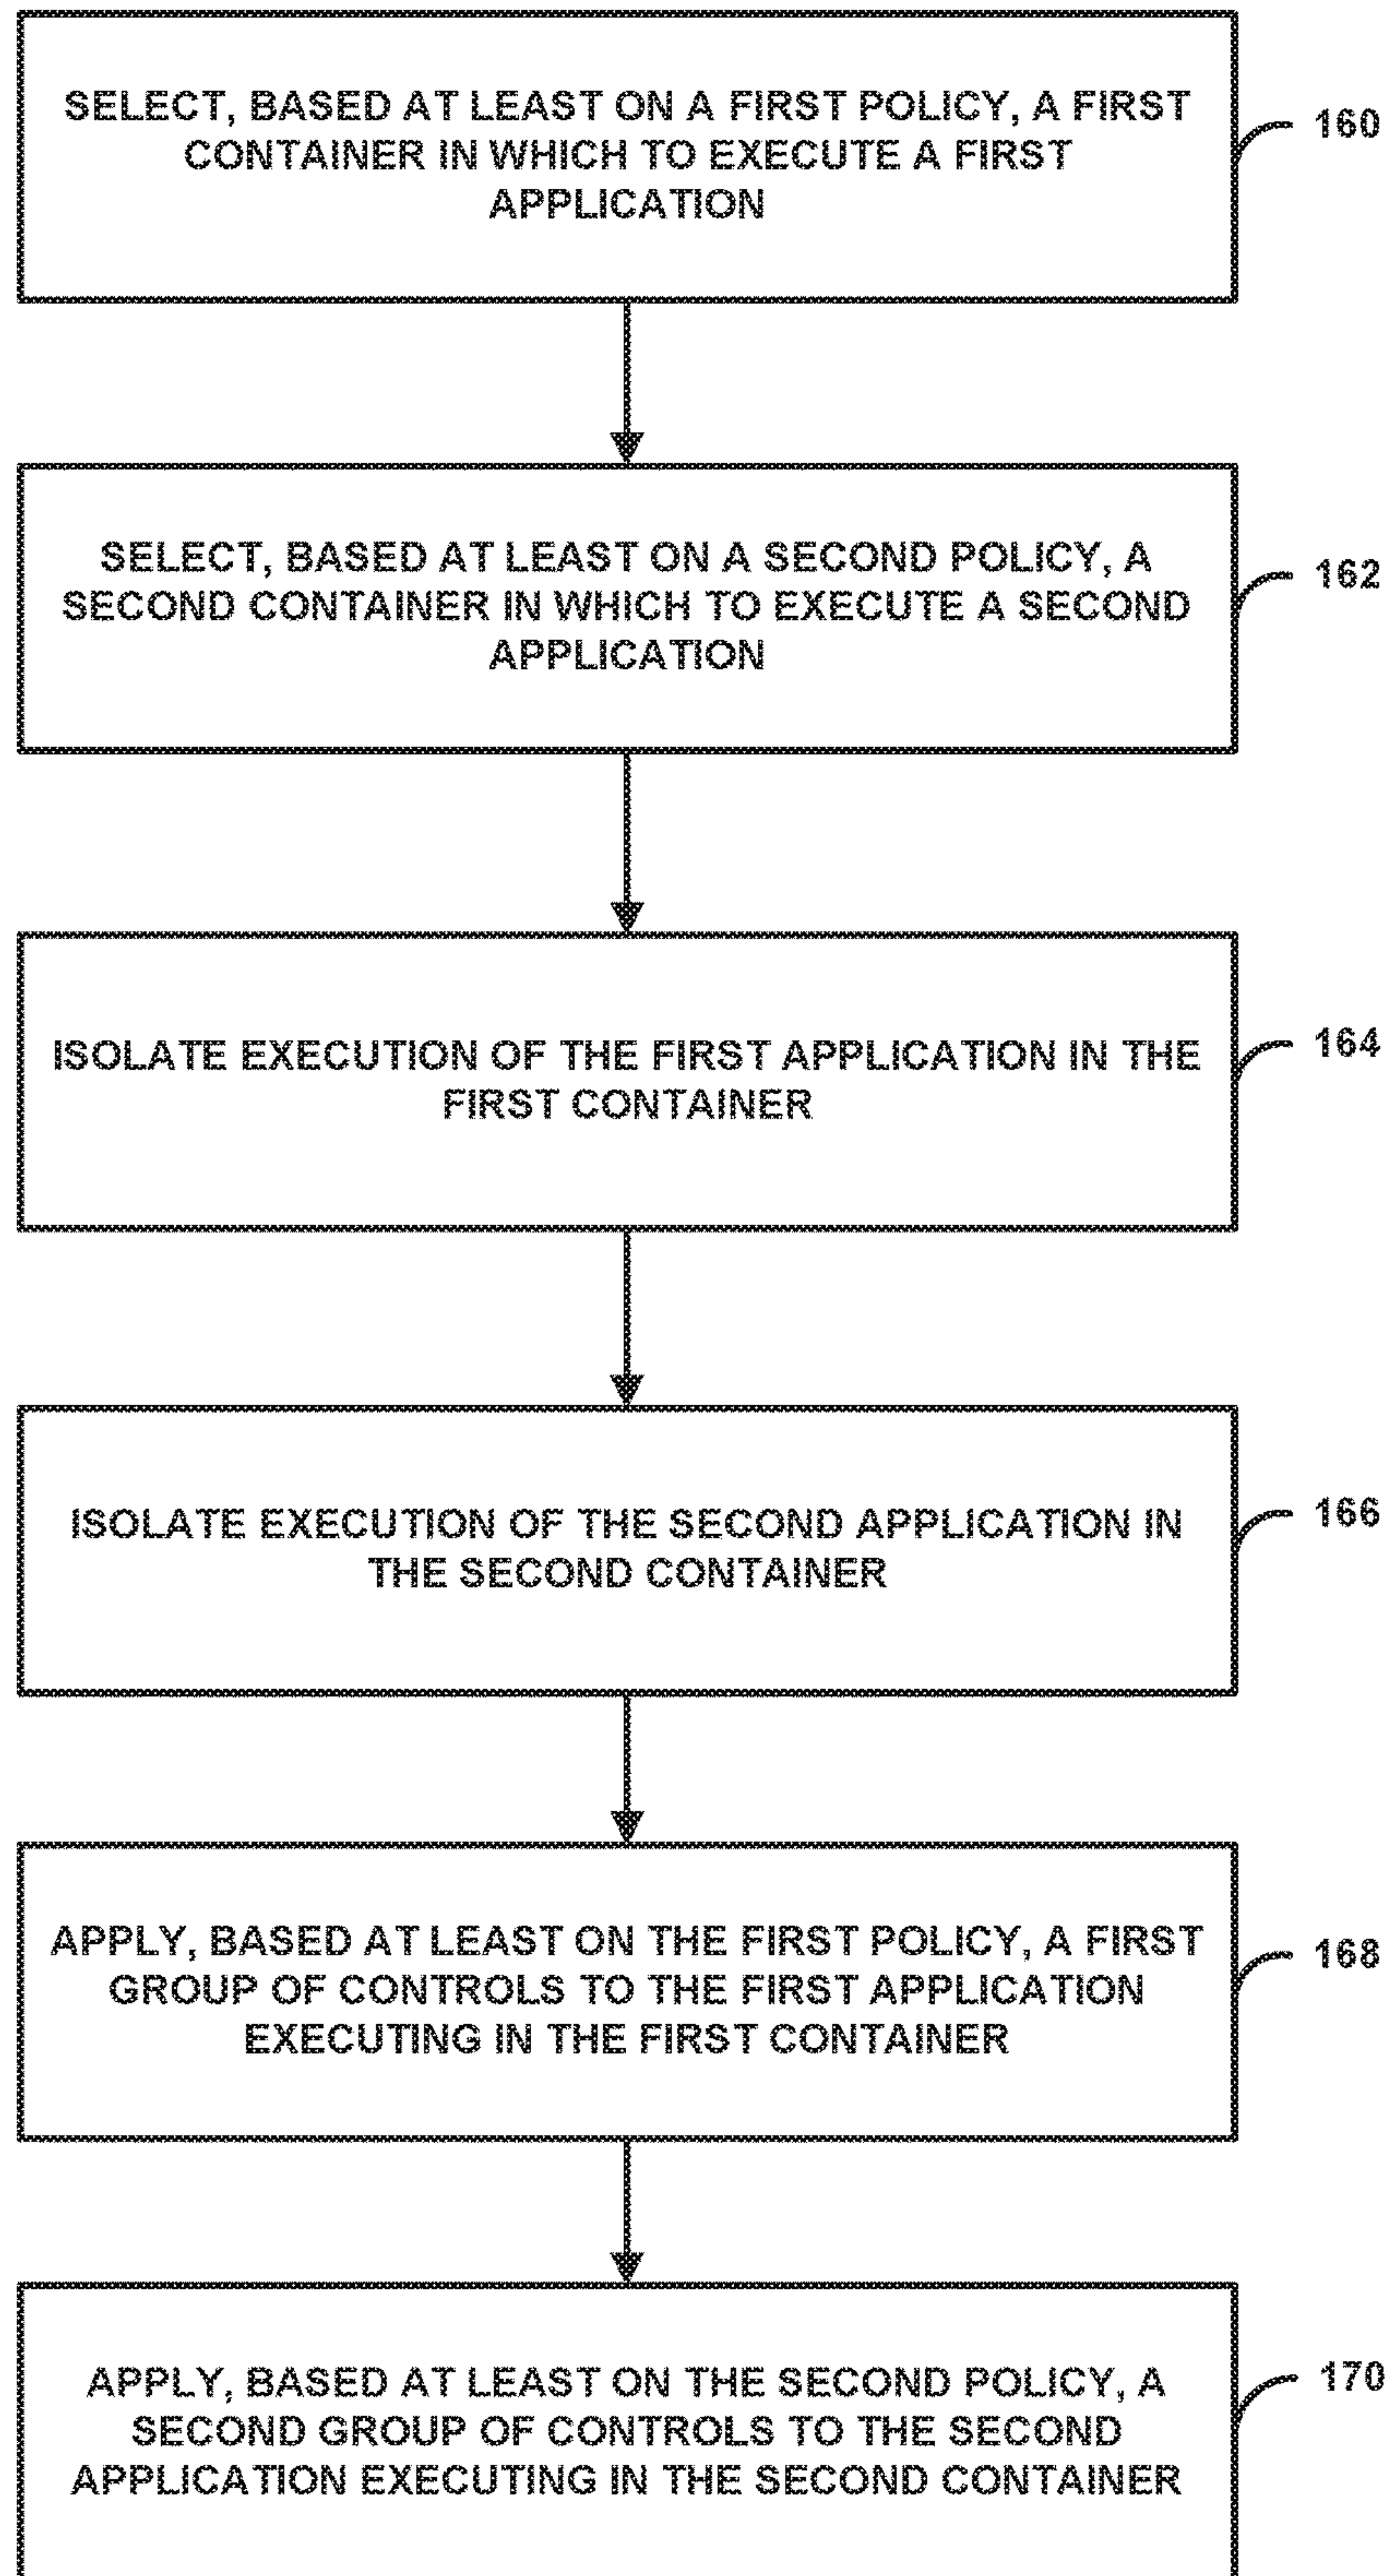 SELECT, BASED AT LEAST ON A FIRST POLICY, A FIRST
CONTAINER IN WHICH TO EXECUTE A FIRST
APPLICATION
160
SELECT, BASED AT LEAST ON A SECOND POLICY, A
SECOND CONTAINER IN WHICH TO EXECUTE A SECOND
APPLICATION
162
ISOLATE EXECUTION OF THE FIRST APPLICATION IN THE
FIRST CONTAINER
164
ISOLATE EXECUTION OF THE SECOND APPLICATION IN
THE SECOND CONTAINER
166
APPLY, BASED AT LEAST ON THE FIRST POLICY, A FIRST
GROUP OF CONTROLS TO THE FIRST APPLICATION
EXECUTING IN THE FIRST CONTAINER
168
APPLY, BASED AT LEAST ON THE SECOND POLICY, A
SECOND GROUP OF CONTROLS TO THE SECOND
APPLICATION EXECUTING IN THE SECOND CONTAINER
170